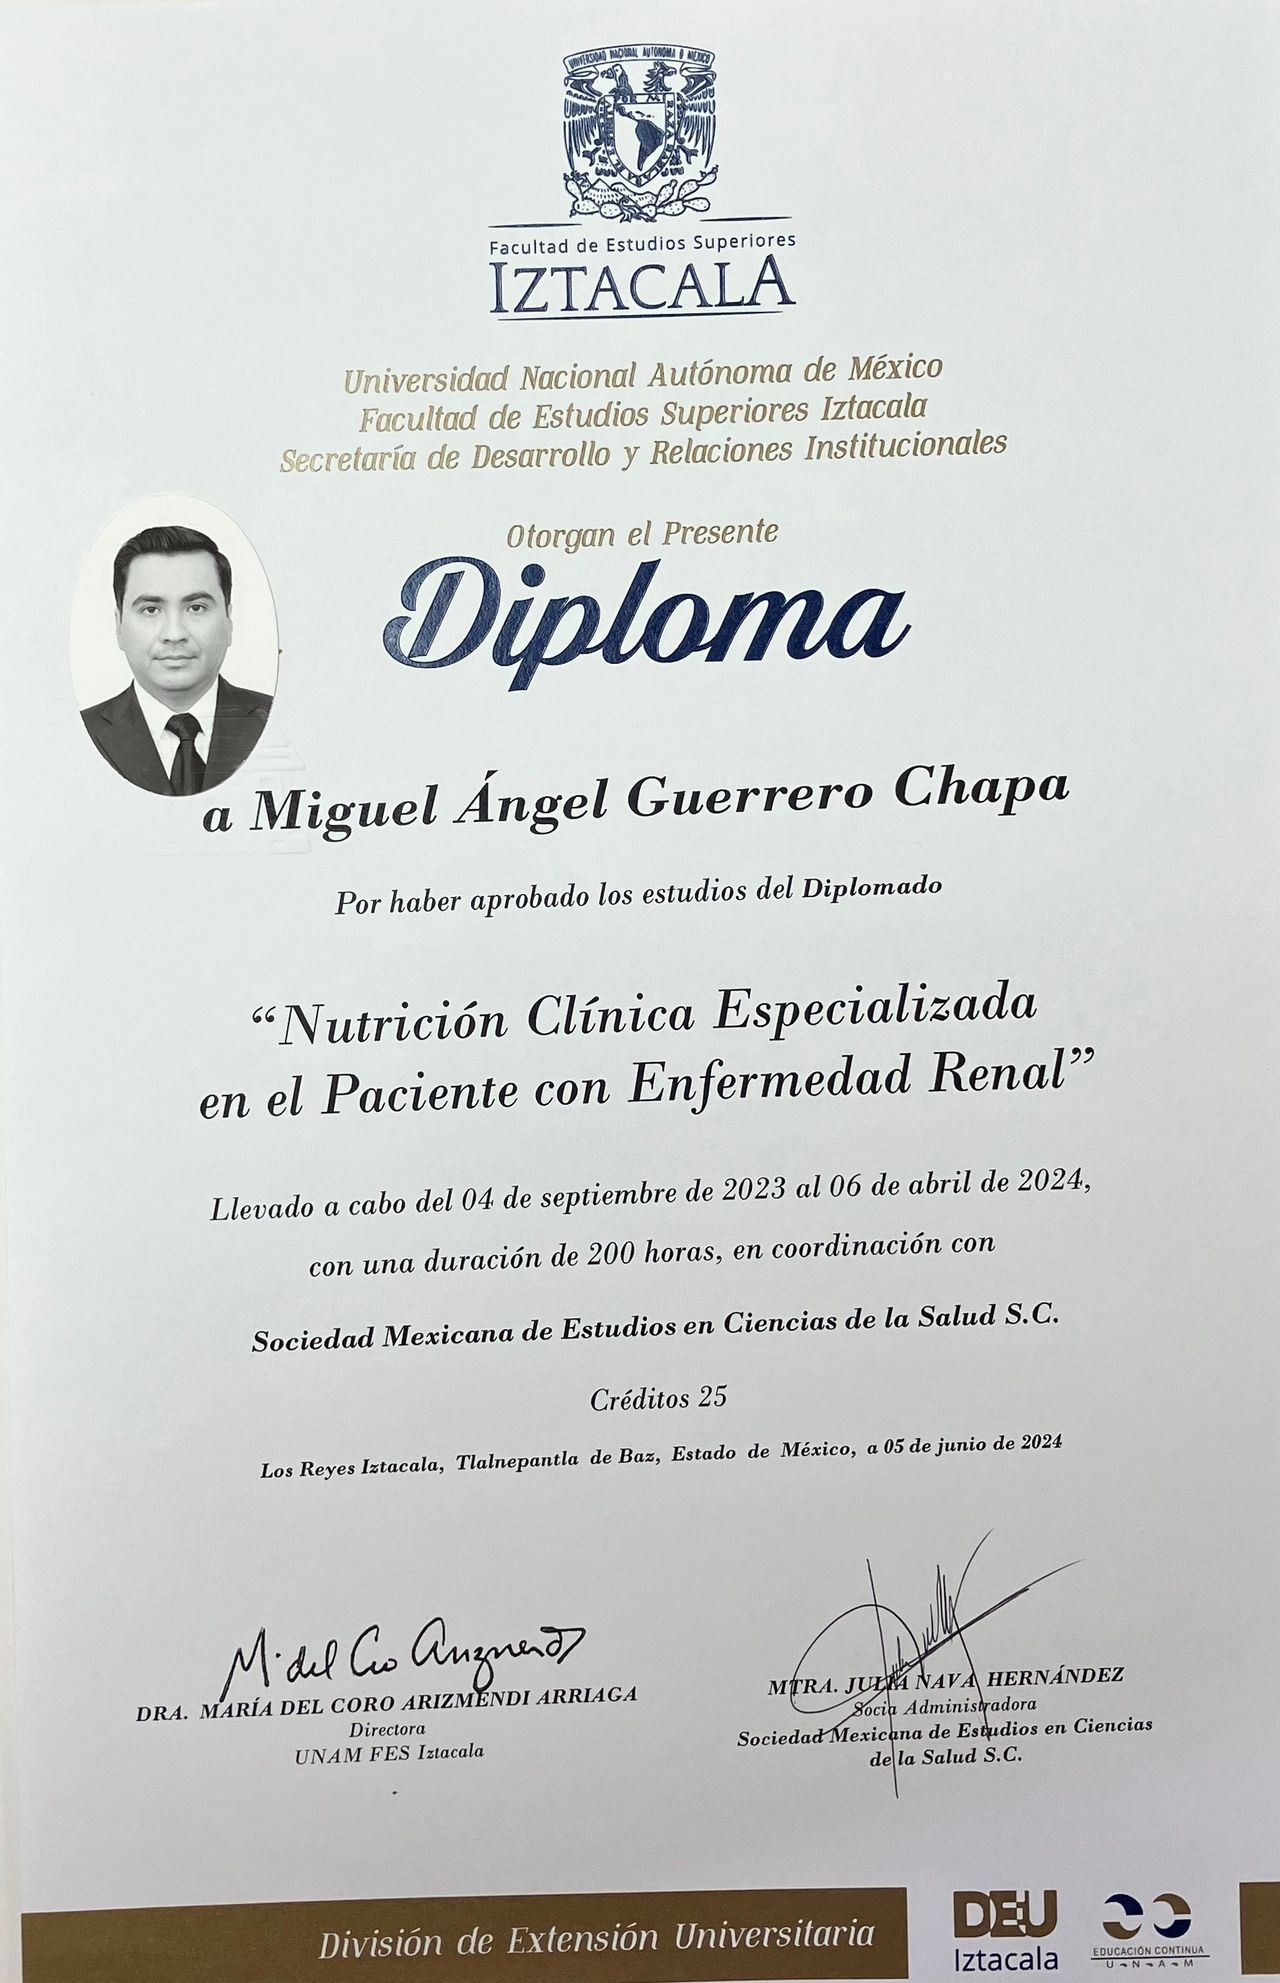 UNIVERSIDAD NACIONAL AUTONOMA D MEXICO
Facultad de Estudios Superiores
IZTACALA
Universidad Nacional Autónoma de México
Facultad de Estudios Superiores Iztacala
Secretaría de Desarrollo y Relaciones Institucionales
Otorgan el Presente
Diploma
a Miguel Ángel Guerrero Chapa
Por haber aprobado los estudios del Diplomado
“Nutrición Clínica Especializada
en el Paciente con Enfermedad Renal”
Llevado a cabo del 04 de septiembre de 2023 al 06 de abril de 2024,
con una duración de 200 horas, en coordinación con
Sociedad Mexicana de Estudios en Ciencias de la Salud S.C.
Créditos 25
Los Reyes Iztacala, Tlalnepantla de Baz, Estado de México, a 05 de junio de 2024
DRA. MARÍA DEL CORO ARIZMENDI ARRIAGA
Directora
UNAM FES Iztacala
MTRA. JULIA NAVA HERNÁNDEZ
Socia Administradora
Sociedad Mexicana de Estudios en Ciencias
de la Salud S.C.
División de Extensión Universitaria
DEU
Iztacala
EDUCACIÓN CONTINUA
U~N~A~M